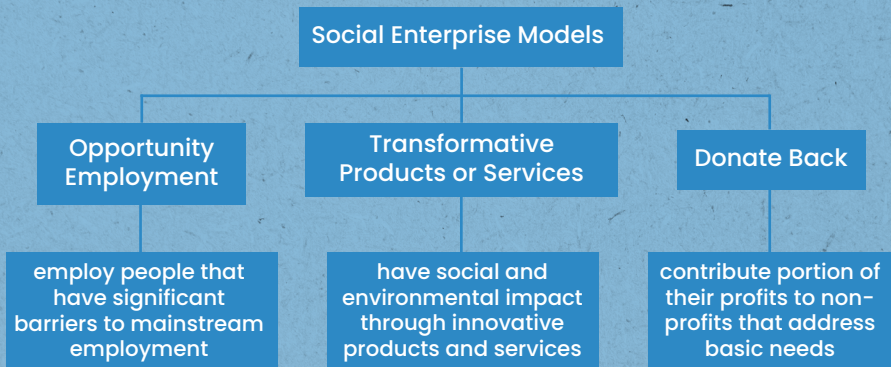 Social Enterprise Models
Opportunity
Employment
Transformative
Products or Services
Donate Back
employ people that
have significant
barriers to mainstream
employment
have social and
environmental impact
through innovative
products and services
contribute portion of
their profits to non-
profits that address
basic needs